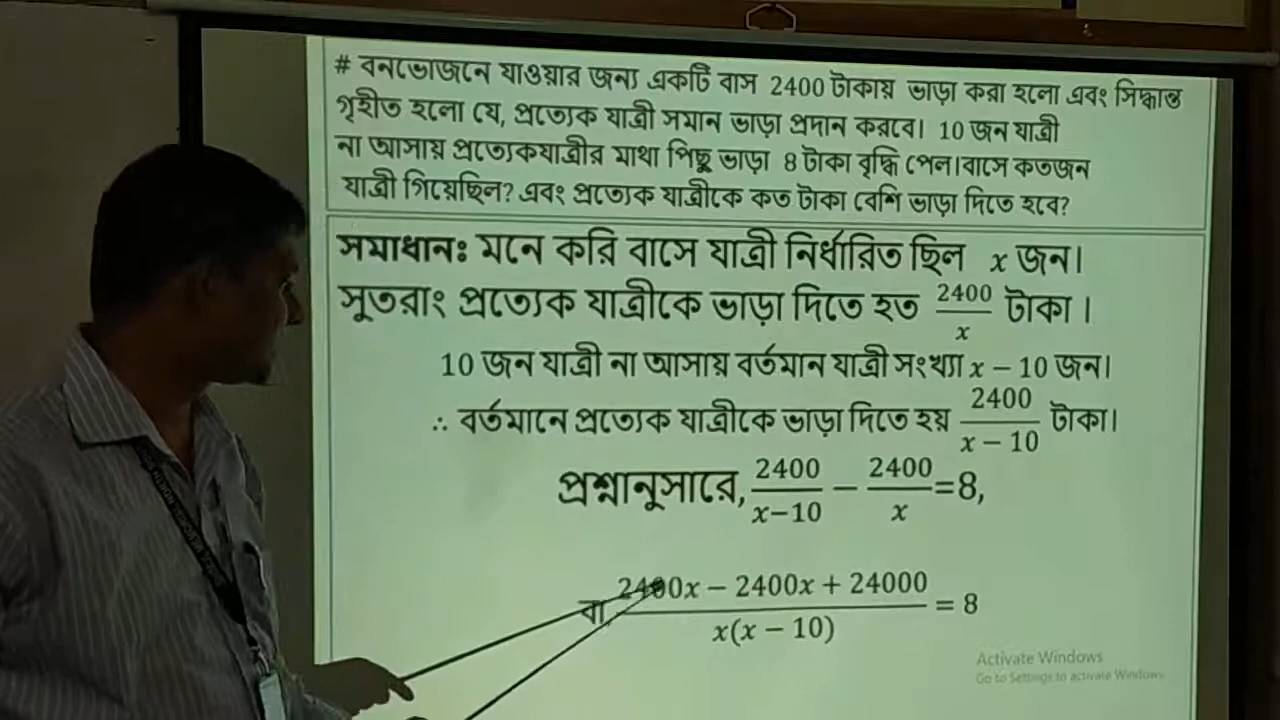 # বনভোজনে যাওয়ার জন্য একটি বাস 2400 টাকায় ভাড়া করা হলো এবং সিদ্ধান্ত
গৃহীত হলো যে, প্রত্যেক যাত্রী সমান ভাড়া প্রদান করবে। 10 জন যাত্রী
না আসায় প্রত্যেকযাত্রীর মাথা পিছু ভাড়া 8 টাকা বৃদ্ধি পেল।বাসে কতজন
যাত্রী গিয়েছিল? এবং প্রত্যেক যাত্রীকে কত টাকা বেশি ভাড়া দিতে হবে?
সমাধানঃ মনে করি বাসে যাত্রী নির্ধারিত ছিল x জন।
সুতরাং প্রত্যেক যাত্রীকে ভাড়া দিতে হত 2400/x টাকা ।
10 জন যাত্রী না আসায় বর্তমান যাত্রী সংখ্যা x − 10 জন।
∴ বর্তমানে প্রত্যেক যাত্রীকে ভাড়া দিতে হয় 2400/(x − 10) টাকা।
প্রশ্নানুসারে, 2400/(x−10) − 2400/x =8,
বা (2400x − 2400x + 24000)/(x(x − 10)) = 8
Activate Windows
Go to Settings to activate Windows.